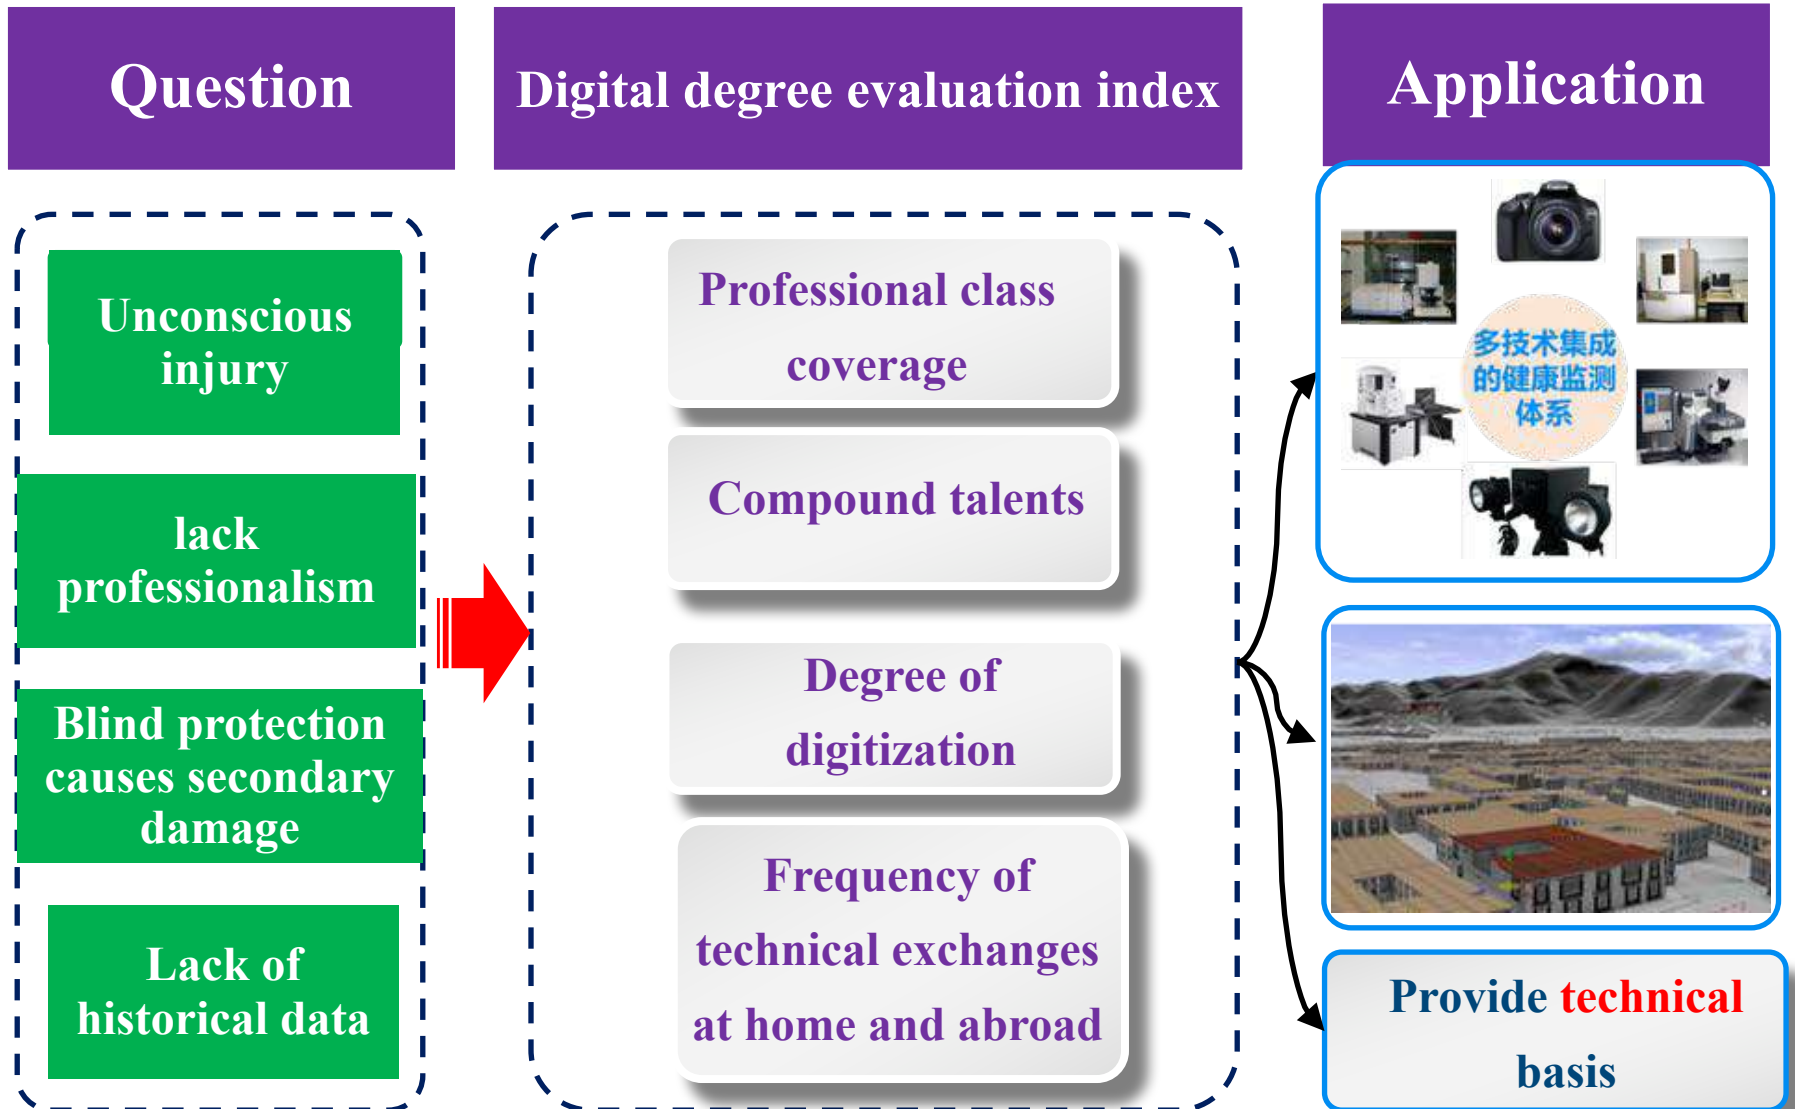 Question
Digital degree evaluation index
Application
Unconscious
injury
lack
professionalism
Blind protection
causes secondary
damage
Lack of
historical data
Professional class
coverage
Compound talents
Degree of
digitization
Frequency of
technical exchanges
at home and abroad
多技术集成
的健康监测
体系
Provide technical
basis